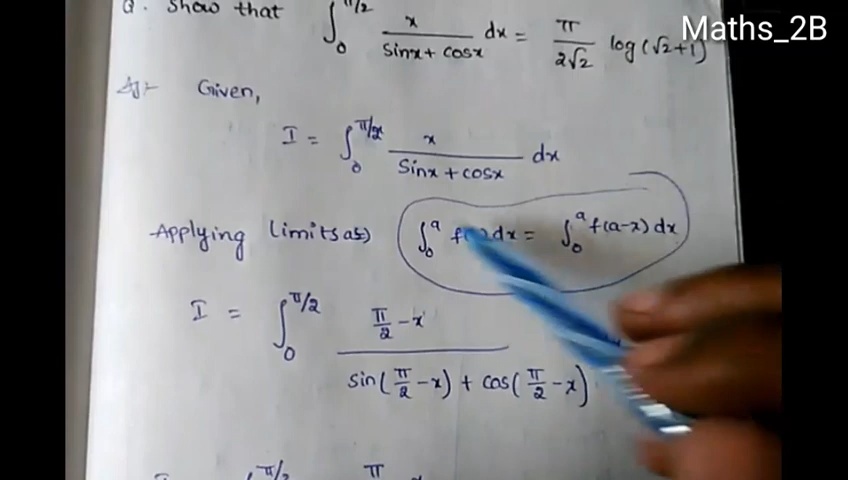 Maths_2B
Q. Show that ∫₀^π/2 x / (sinx + cosx) dx = π / 2√2 log(√2+1)
Given,
I = ∫₀^π/2 x / (Sinx + cosx) dx
Applying limits as) ∫₀^a f( )dx = ∫₀^a f(a-x) dx
I = ∫₀^π/2 (π/2 - x) / (sin(π/2 - x) + cos(π/2 - x))